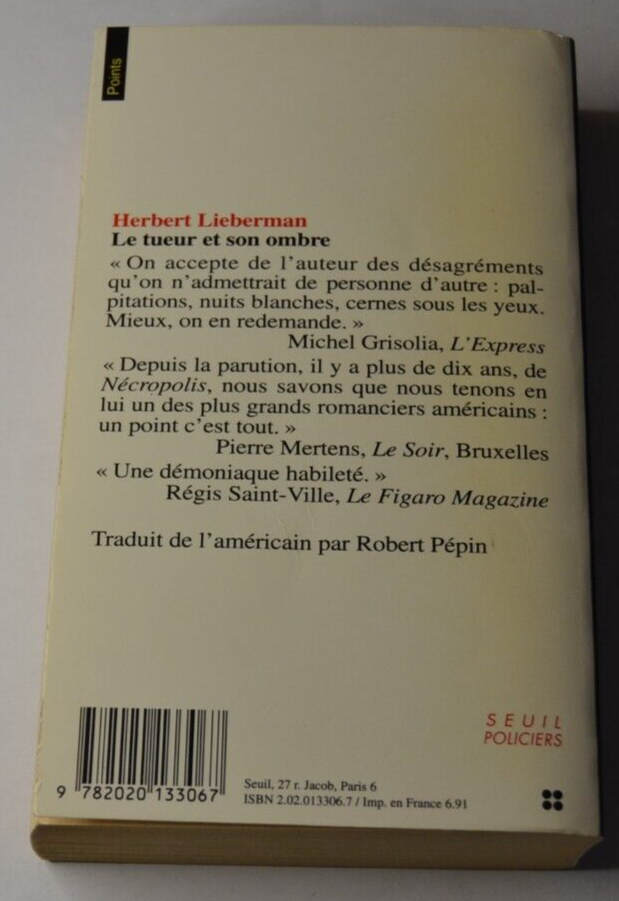 Points
Herbert Lieberman
Le tueur et son ombre
« On accepte de l'auteur des désagréments
qu'on n'admettrait de personne d'autre : pal-
pitations, nuits blanches, cernes sous les yeux.
Mieux, on en redemande. »
Michel Grisolia, L'Express
« Depuis la parution, il y a plus de dix ans, de
Nécropolis, nous savons que nous tenons en
lui un des plus grands romanciers américains :
un point c'est tout. »
Pierre Mertens, Le Soir, Bruxelles
« Une démoniaque habileté. »
Régis Saint-Ville, Le Figaro Magazine
Traduit de l'américain par Robert Pépin
SEUIL
POLICIERS
Seuil, 27 r. Jacob, Paris 6
ISBN 2.02.013306.7 / Imp. en France 6.91
9 782020 133067